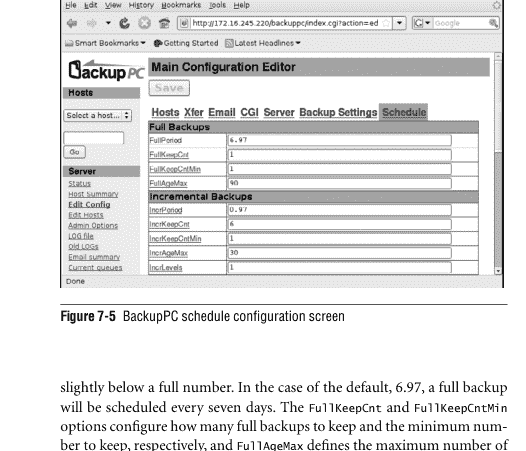 File Edit View History Bookmarks Tools Help
http://172.16.245.220/backuppc/index.cgi?action=ed
Google
Smart Bookmarks Getting Started Latest Headlines
BackupPC
Main Configuration Editor
Hosts
Save
Select a host...
Hosts Xfer Email CGI Server Backup Settings Schedule
Full Backups
FullPeriod 6.97
FullKeepCnt 1
Go
FullKeepCntMin 1
Server
FullAgeMax 90
Status
Incremental Backups
Host Summary
IncrPeriod 0.97
Edit Config
IncrKeepCnt 6
Edit Hosts
Admin Options
IncrKeepCntMin 1
LOG file
Old LOGs
IncrAgeMax 30
Email summary
Current queues
IncrLevels 1
Done
Figure 7-5 BackupPC schedule configuration screen
slightly below a full number. In the case of the default, 6.97, a full backup
will be scheduled every seven days. The FullKeepCnt and FullKeepCntMin
options configure how many full backups to keep and the minimum num-
ber to keep, respectively, and FullAgeMax defines the maximum number of